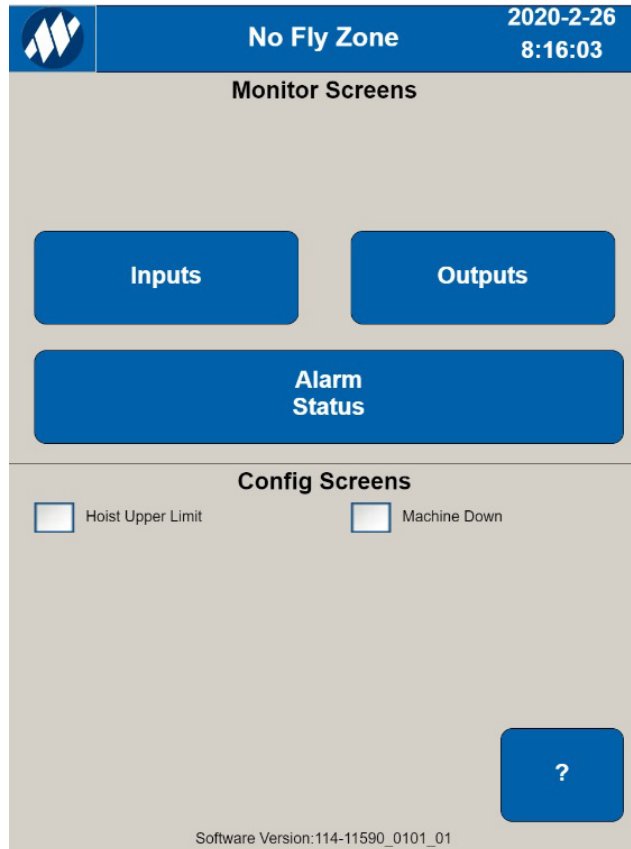 No Fly Zone
2020-2-26
8:16:03
Monitor Screens
Inputs
Outputs
Alarm
Status
Config Screens
Hoist Upper Limit
Machine Down
?
Software Version:114-11590_0101_01